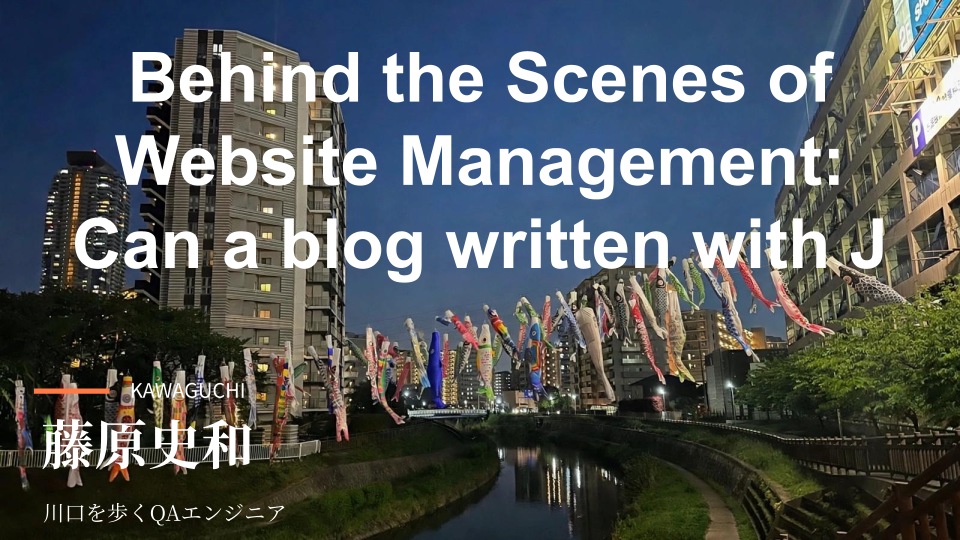 Behind the Scenes of
Website Management:
Can a blog written with J
KAWAGUCHI
藤原史和
川口を歩くQAエンジニア
P